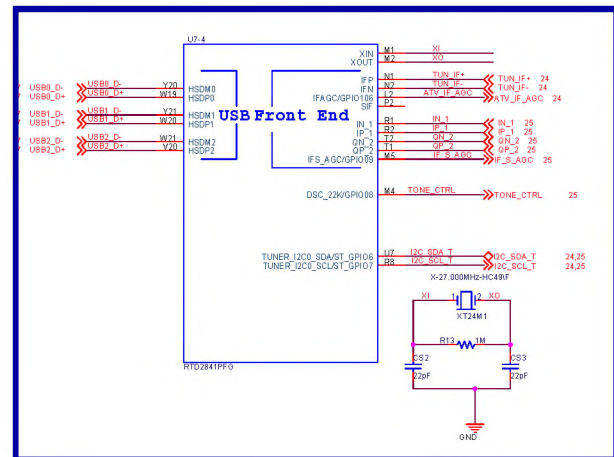 U7-4
XIN M1 XI
XOUT M2 XO
USB0_D- USB0_D- Y20 HSDM0
USB0_D+ USB0_D+ W19 HSDP0
IFP N1 TUN_IF+ TUN_IF+ 24
IFN N2 TUN_IF- TUN_IF- 24
IFAGC/GPIO106 L2 ATV_IF_AGC ATV_IF_AGC 24
SIF P2
USB1_D- USB1_D- Y21 HSDM1
USB1_D+ USB1_D+ W20 HSDP1
USB Front End
IN_1 R1 IN_1 IN_1 25
IP_1 R2 IP_1 IP_1 25
QN_2 T2 QN_2 QN_2 25
QP_2 T1 QP_2 QP_2 25
USB2_D- USB2_D- W21 HSDM2
USB2_D+ USB2_D+ V20 HSDP2
IFS_AGC/GPIO09 M5 IF_S_AGC IF_S_AGC 25
DSC_22K/GPIO08 M4 TONE_CTRL TONE_CTRL 25
TUNER_I2C0_SDA/ST_GPIO6 U7 I2C_SDA_T I2C_SDA_T 24,25
TUNER_I2C0_SCL/ST_GPIO7 R8 I2C_SCL_T I2C_SCL_T 24,25
X-27.000MHz-HC49\F
XI 1 2 XO
XT24M1
R13 1M
CS2 CS3
22pF 22pF
RTD2841PFG
GND